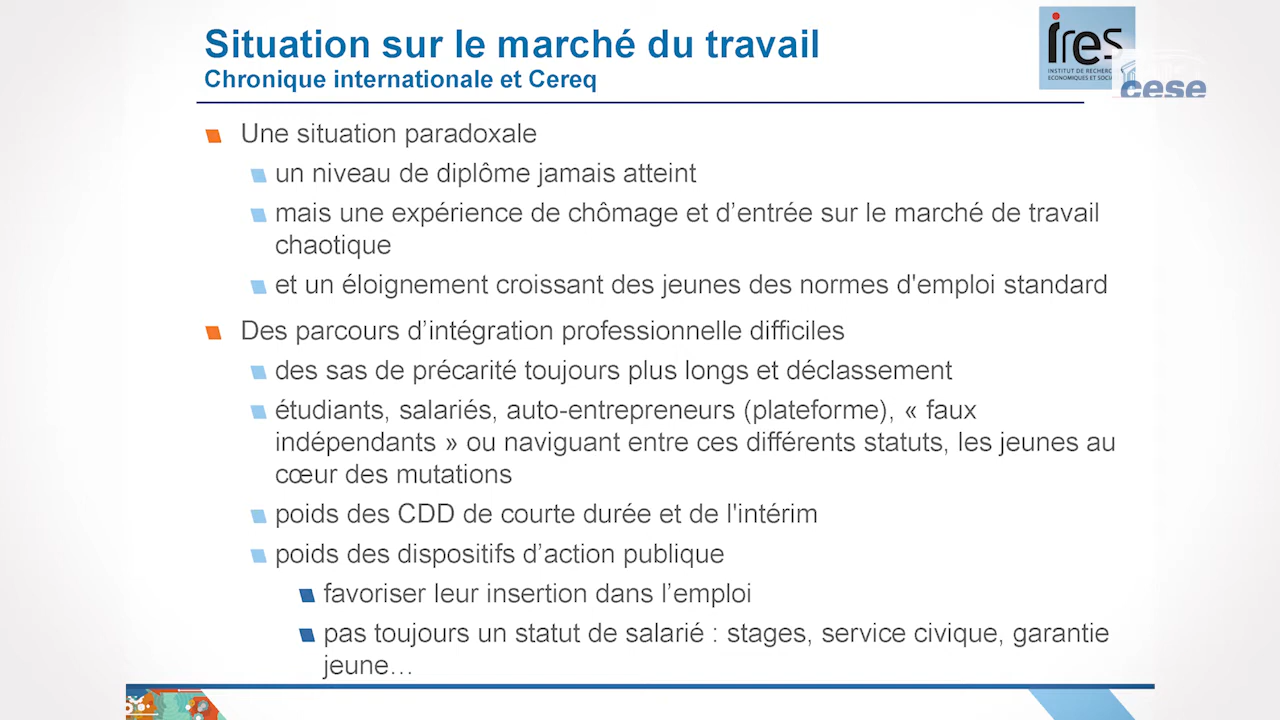 Situation sur le marché du travail
Chronique internationale et Cereq
ires
INSTITUT DE RECHERC
ECONOMIQUES ET SOCIA
cese
Une situation paradoxale
un niveau de diplôme jamais atteint
mais une expérience de chômage et d’entrée sur le marché de travail
chaotique
et un éloignement croissant des jeunes des normes d'emploi standard
Des parcours d’intégration professionnelle difficiles
des sas de précarité toujours plus longs et déclassement
étudiants, salariés, auto-entrepreneurs (plateforme), « faux
indépendants » ou naviguant entre ces différents statuts, les jeunes au
cœur des mutations
poids des CDD de courte durée et de l'intérim
poids des dispositifs d’action publique
favoriser leur insertion dans l’emploi
pas toujours un statut de salarié : stages, service civique, garantie
jeune…